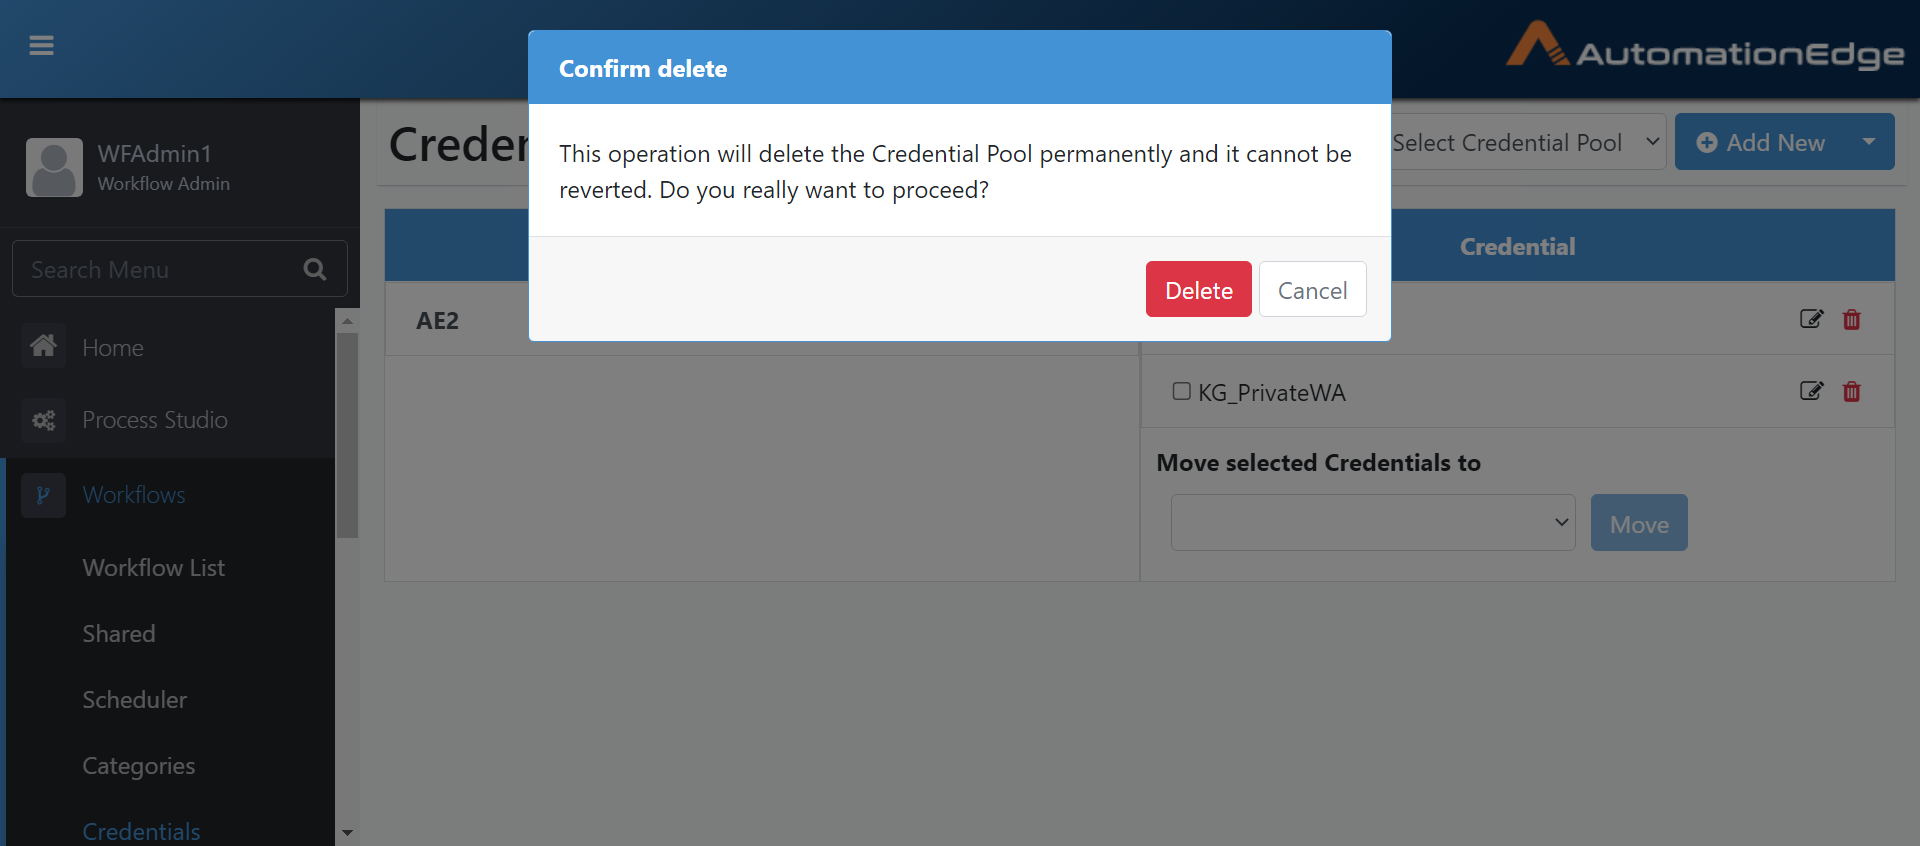 AutomationEdge
Confirm delete
This operation will delete the Credential Pool permanently and it cannot be
reverted. Do you really want to proceed?
Delete
Cancel
WFAdmin1
Workflow Admin
Search Menu
Home
Process Studio
Workflows
Workflow List
Shared
Scheduler
Categories
Credentials
Select Credential Pool
Add New
Credential
AE2
KG_PrivateWA
Move selected Credentials to
Move